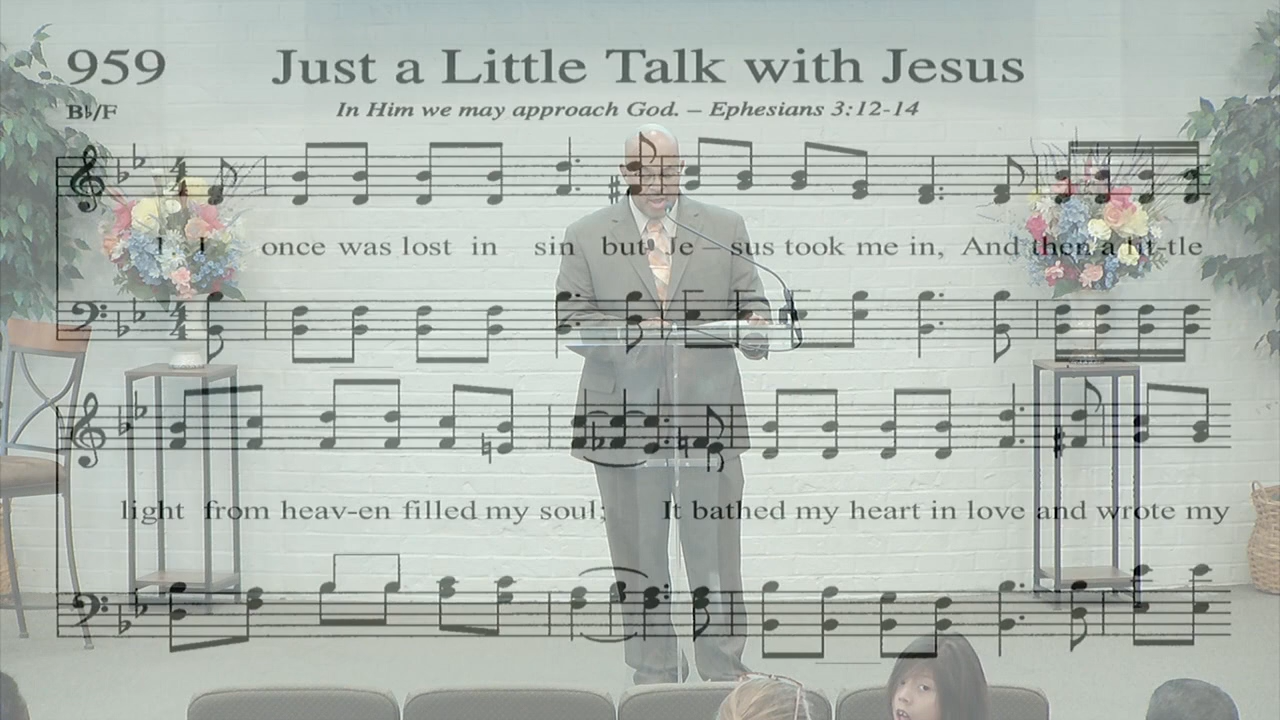 959
Just a Little Talk with Jesus
B♭/F
In Him we may approach God. – Ephesians 3:12-14
1. I once was lost in sin but Je – sus took me in, And then a lit-tle
light from heav-en filled my soul; It bathed my heart in love and wrote my